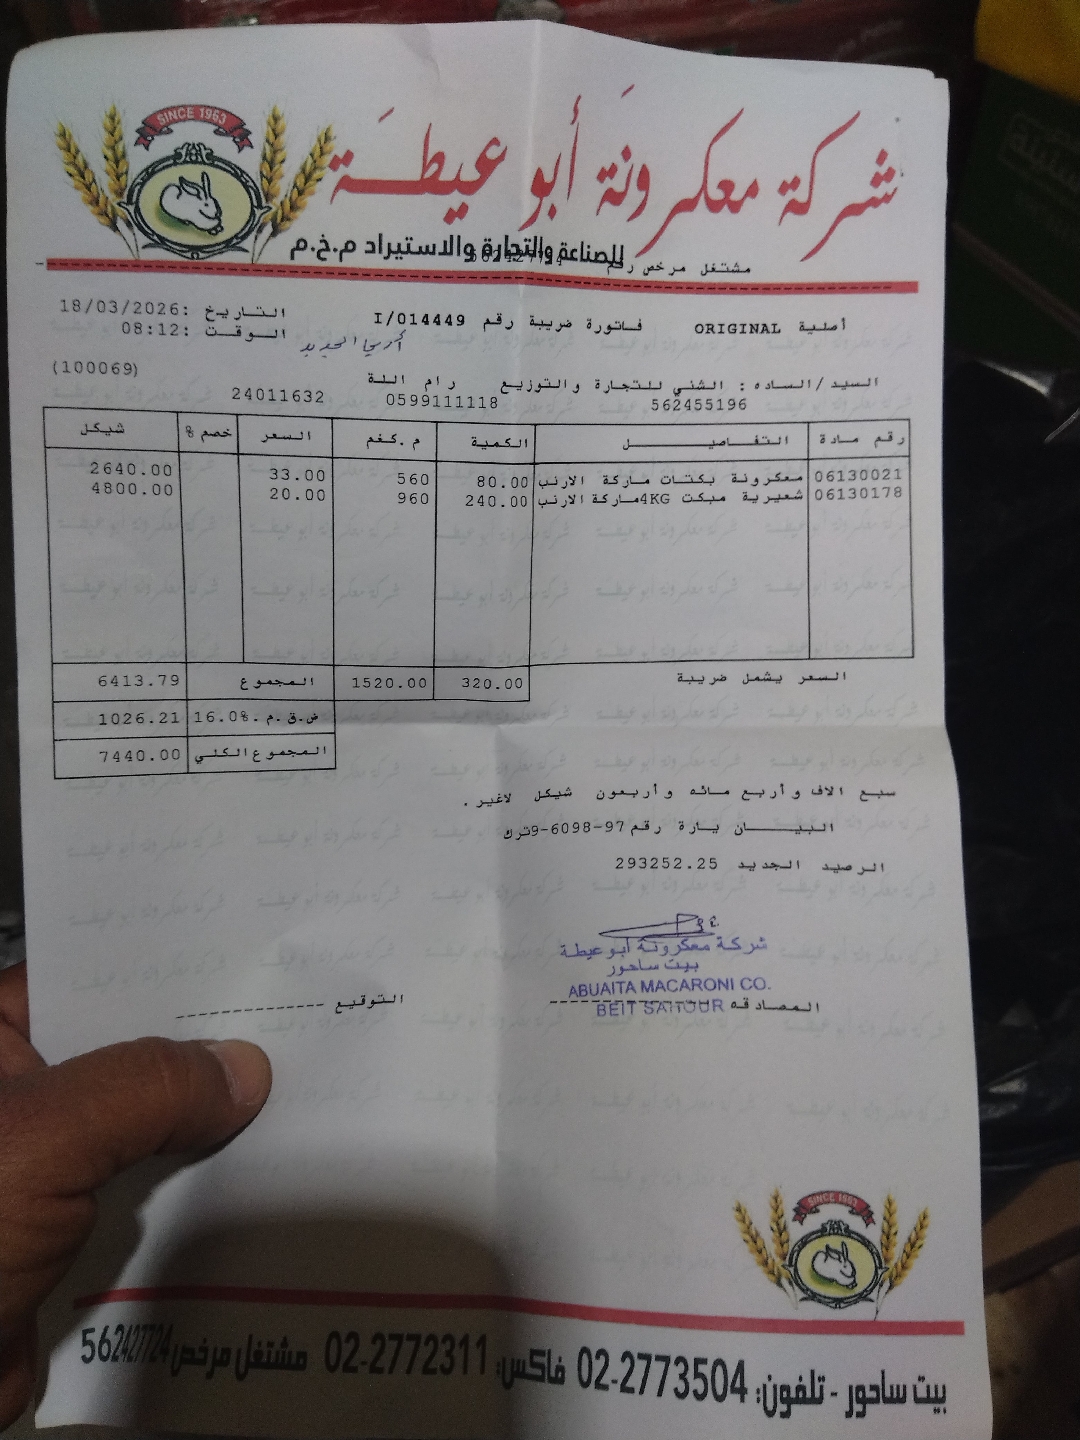 SINCE 1953
شركة معكرونة أبو عيطة
للصناعة والتجارة والاستيراد م.خ.م
مشتغل مرخص رقم
أصلية ORIGINAL فاتورة ضريبة رقم I/014449 التاريخ :18/03/2026
الوقت :08:12
السيد/الساده : الشني للتجارة والتوزيع رام اللة (100069)
562455196 0599111118 24011632
رقم مادة التفاصيل الكمية م.كغم السعر خصم % شيكل
06130021 معكرونة بكتات ماركة الارنب 80.00 560 33.00 2640.00
06130178 شعيرية مبكت 4KG ماركة الارنب 240.00 960 20.00 4800.00
السعر يشمل ضريبة 320.00 1520.00 المجموع 6413.79
ض.ق.م. 16.0% 1026.21
المجموع الكلي 7440.00
سبع الاف وأربع مائه وأربعون شيكل لاغير .
البيــــان يارة رقم 97-6098-9ترك
الرصيد الجديد 293252.25
شركة معكرونة أبو عيطة
بيت ساحور
ABUAITA MACARONI CO.
BEIT SAHOUR
المصادقه التوقيع
SINCE 1953
بيت ساحور - تلفون: 02-2773504 فاكس: 02-2772311 مشتغل مرخص 562427724